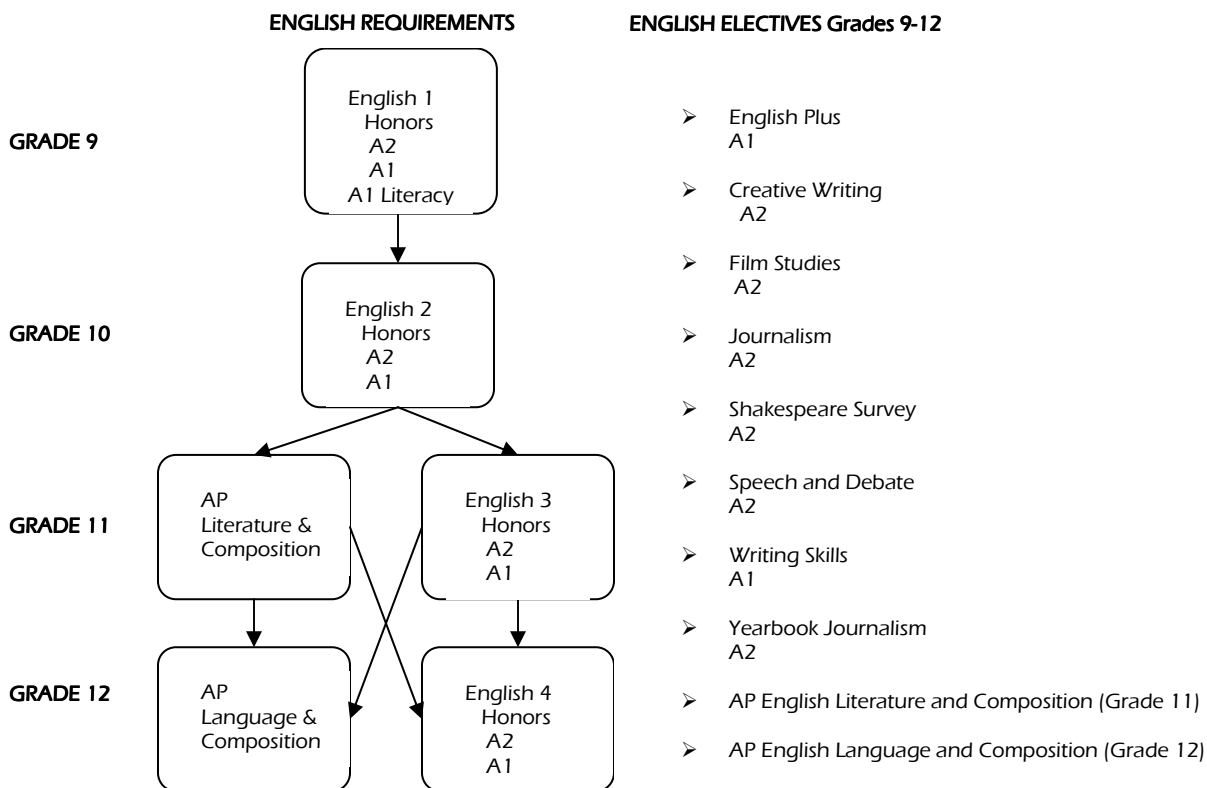 ENGLISH REQUIREMENTS
ENGLISH ELECTIVES Grades 9-12
GRADE 9
English 1
Honors
A2
A1
A1 Literacy
GRADE 10
English 2
Honors
A2
A1
GRADE 11
AP
Literature &
Composition
English 3
Honors
A2
A1
GRADE 12
AP
Language &
Composition
English 4
Honors
A2
A1
➢ English Plus
A1
➢ Creative Writing
A2
➢ Film Studies
A2
➢ Journalism
A2
➢ Shakespeare Survey
A2
➢ Speech and Debate
A2
➢ Writing Skills
A1
➢ Yearbook Journalism
A2
➢ AP English Literature and Composition (Grade 11)
➢ AP English Language and Composition (Grade 12)